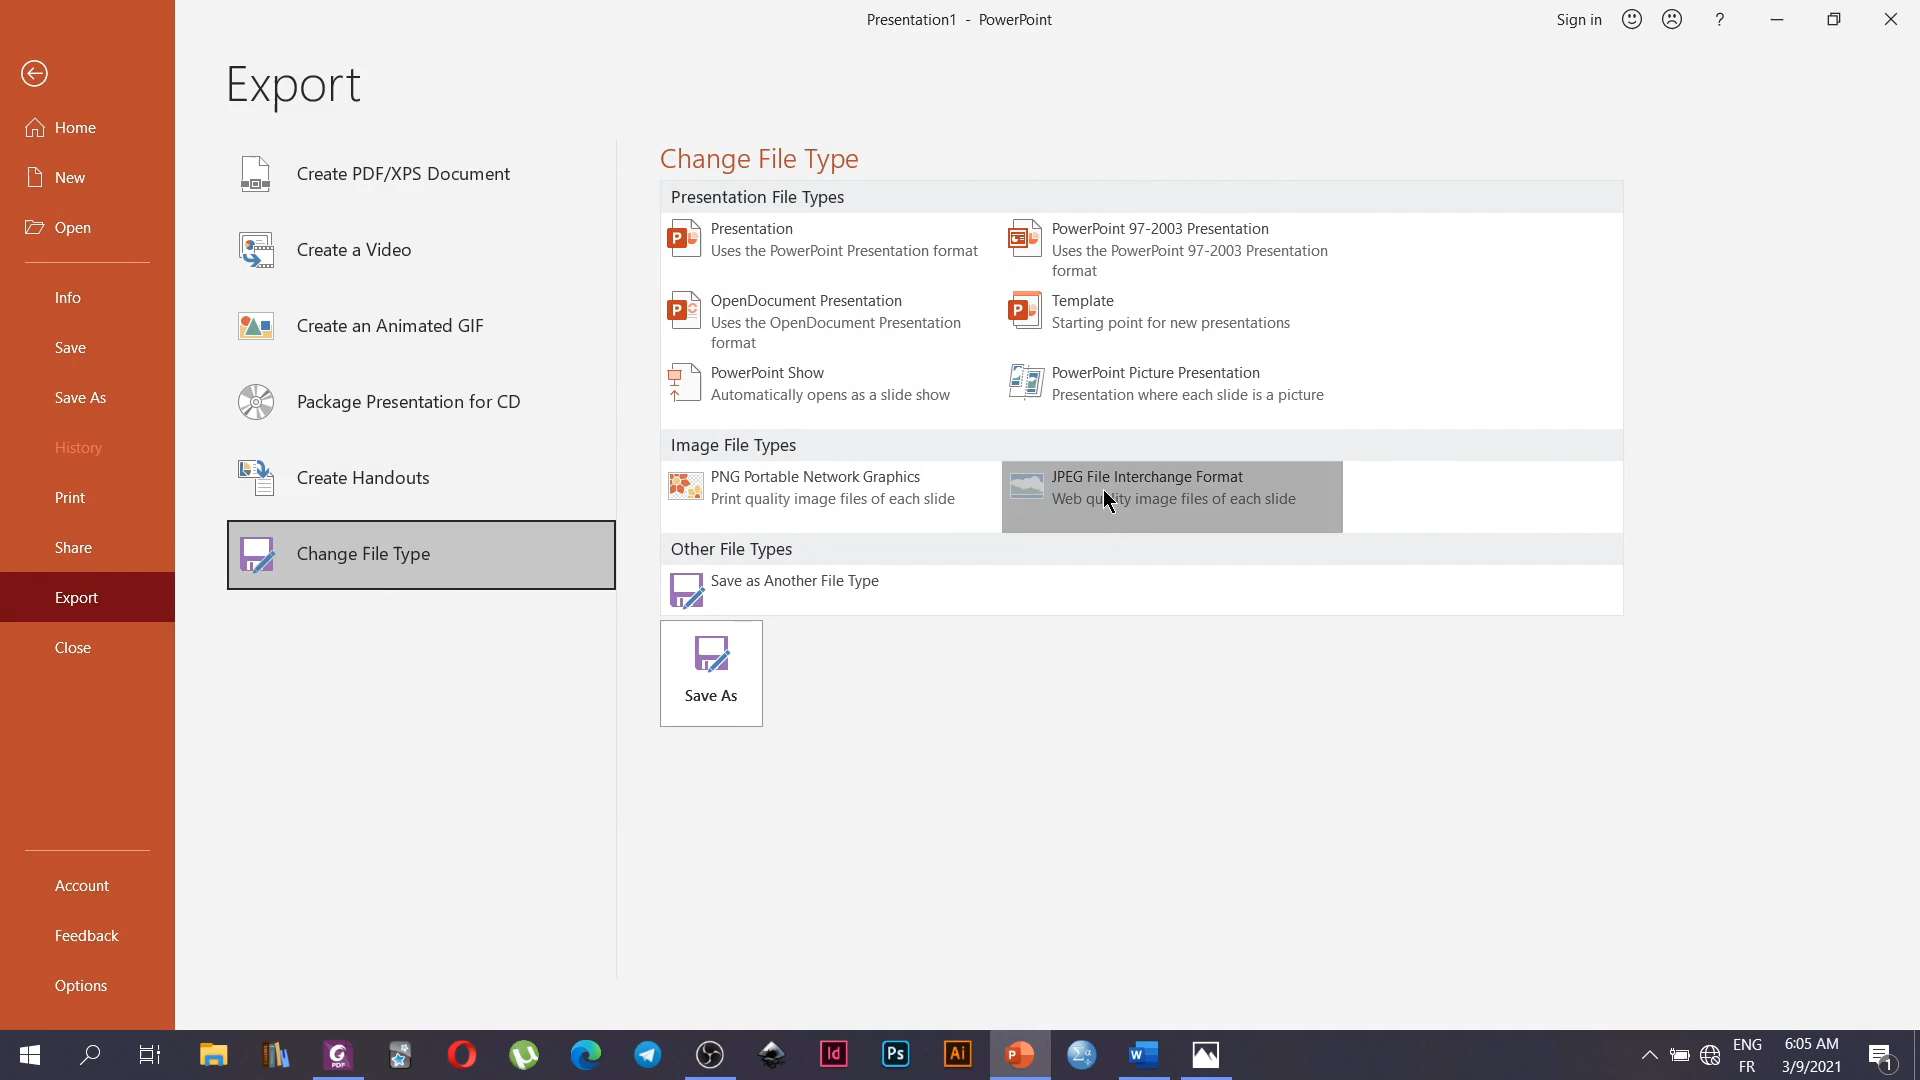 Presentation1 - PowerPoint
Sign in
?
Export
Home
New
Open
Info
Save
Save As
History
Print
Share
Export
Close
Account
Feedback
Options
Create PDF/XPS Document
Create a Video
Create an Animated GIF
Package Presentation for CD
Create Handouts
Change File Type
Change File Type
Presentation File Types
Presentation
Uses the PowerPoint Presentation format
PowerPoint 97-2003 Presentation
Uses the PowerPoint 97-2003 Presentation
format
OpenDocument Presentation
Uses the OpenDocument Presentation
format
Template
Starting point for new presentations
PowerPoint Show
Automatically opens as a slide show
PowerPoint Picture Presentation
Presentation where each slide is a picture
Image File Types
PNG Portable Network Graphics
Print quality image files of each slide
JPEG File Interchange Format
Web quality image files of each slide
Other File Types
Save as Another File Type
Save As
PDF
Id
Ps
Ai
P
Σα
W
ENG
FR
6:05 AM
3/9/2021
1